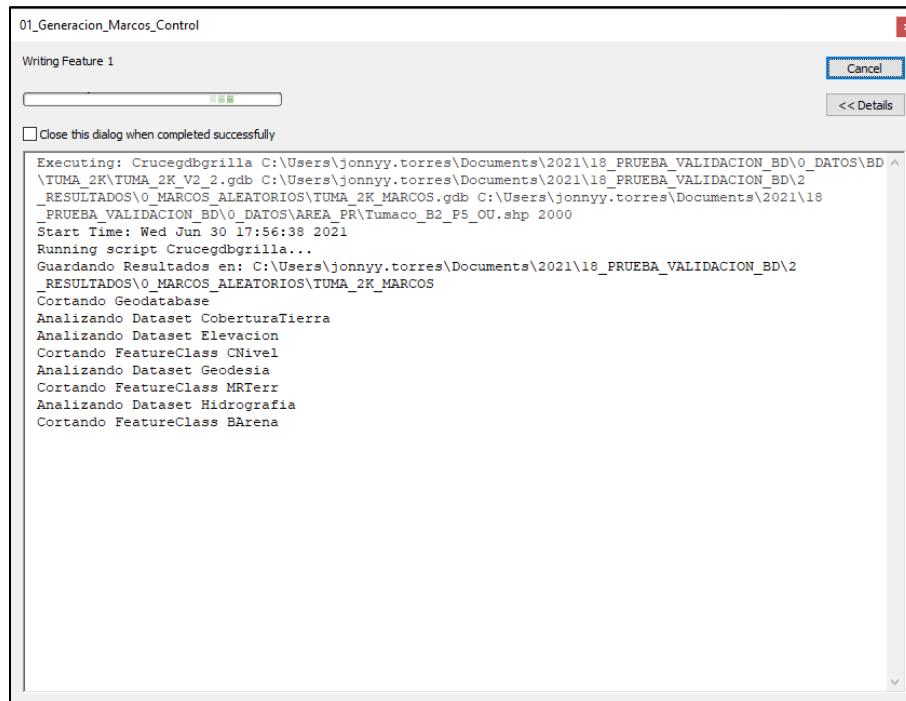 01_Generacion_Marcos_Control
Writing Feature 1
Cancel
<< Details
Close this dialog when completed successfully
Executing: Crucegdbgrilla C:\Users\jonnyy.torres\Documents\2021\18_PRUEBA_VALIDACION_BD\0_DATOS\BD
\TUMA_2K\TUMA_2K_V2_2.gdb C:\Users\jonnyy.torres\Documents\2021\18_PRUEBA_VALIDACION_BD\2
_RESULTADOS\0_MARCOS_ALEATORIOS\TUMA_2K_MARCOS.gdb C:\Users\jonnyy.torres\Documents\2021\18
_PRUEBA_VALIDACION_BD\0_DATOS\AREA_PR\Tumaco_B2_P5_OU.shp 2000
Start Time: Wed Jun 30 17:56:38 2021
Running script Crucegdbgrilla...
Guardando Resultados en: C:\Users\jonnyy.torres\Documents\2021\18_PRUEBA_VALIDACION_BD\2
_RESULTADOS\0_MARCOS_ALEATORIOS\TUMA_2K_MARCOS
Cortando Geodatabase
Analizando Dataset CoberturaTierra
Analizando Dataset Elevacion
Cortando FeatureClass CNivel
Analizando Dataset Geodesia
Cortando FeatureClass MRTerr
Analizando Dataset Hidrografia
Cortando FeatureClass BArena